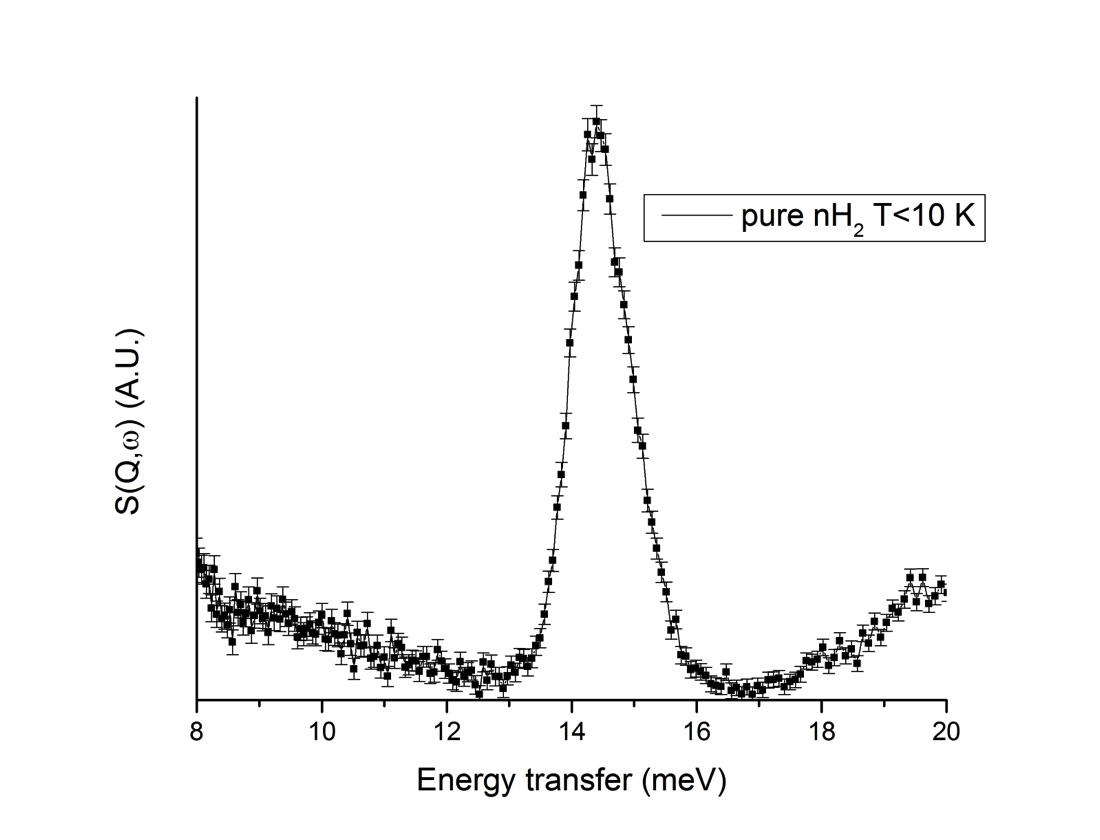 pure nH₂ T<10 K
S(Q,ω) (A.U.)
8 10 12 14 16 18 20
Energy transfer (meV)